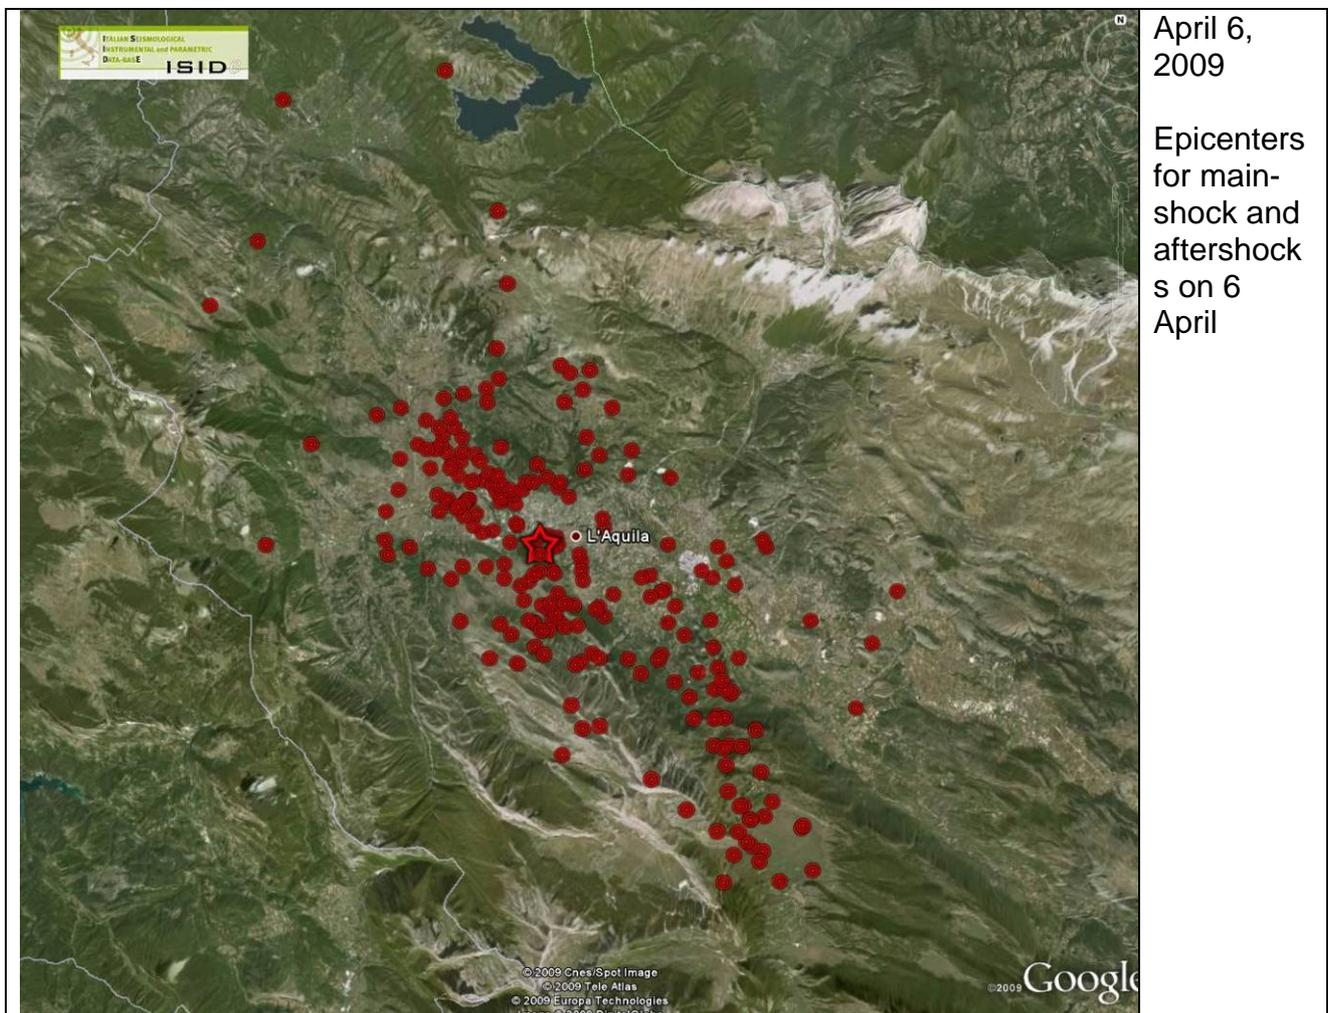 ITALIAN SEISMOLOGICAL
INSTRUMENTAL and PARAMETRIC
DATA-BASE
ISIDe
N
L'Aquila
© 2009 Cnes/Spot Image
© 2009 Tele Atlas
© 2009 Europa Technologies
©2009 Google
April 6,
2009
Epicenters
for main-
shock and
aftershock
s on 6
April